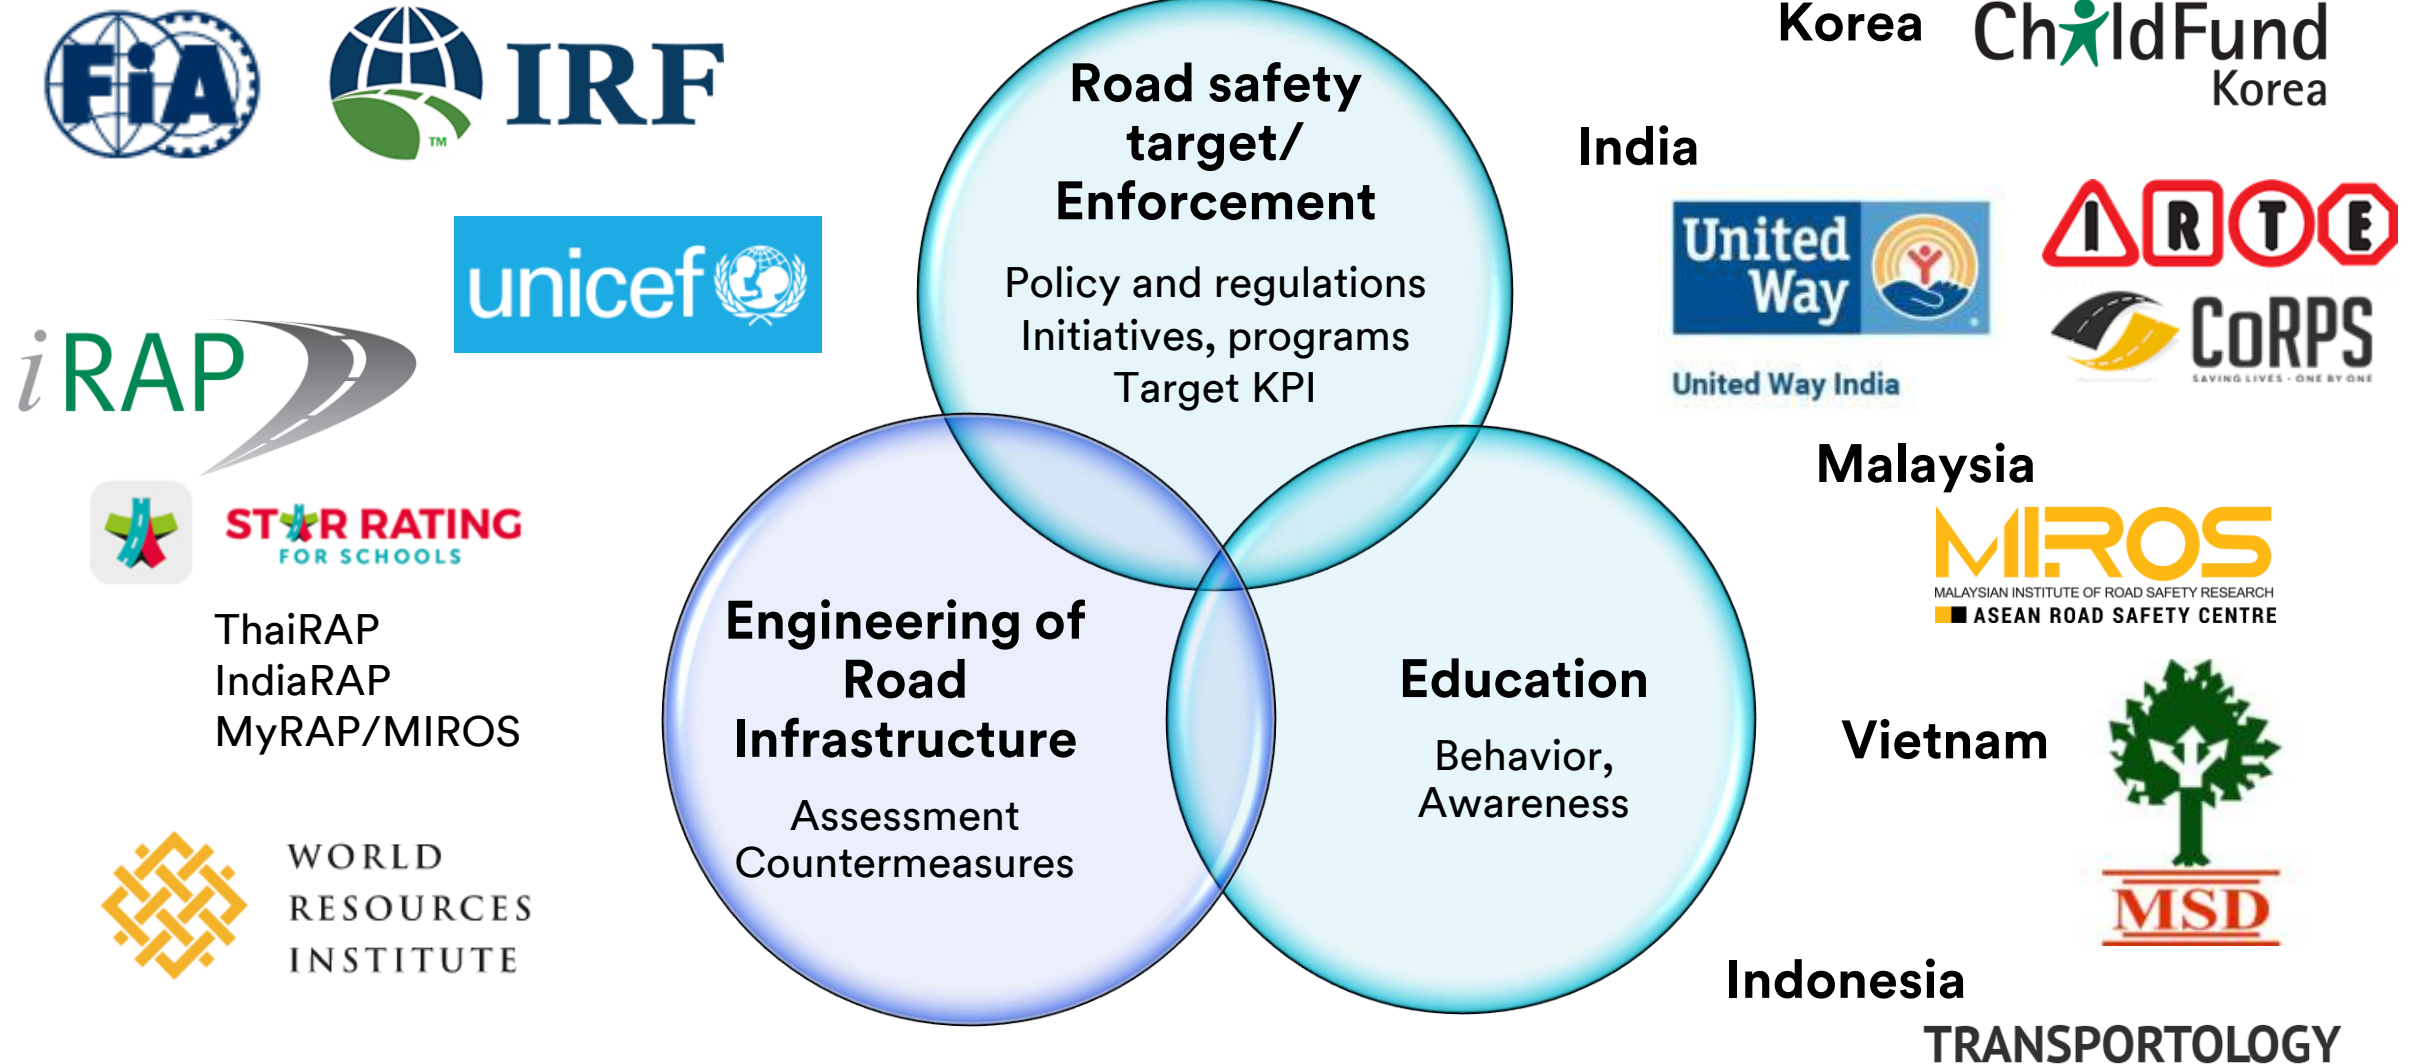 FiA
IRF
TM
unicef
iRAP
STAR RATING
FOR SCHOOLS
ThaiRAP
IndiaRAP
MyRAP/MIROS
WORLD
RESOURCES
INSTITUTE
Road safety
target/
Enforcement
Policy and regulations
Initiatives, programs
Target KPI
Engineering of
Road
Infrastructure
Assessment
Countermeasures
Education
Behavior,
Awareness
Korea
ChildFund
Korea
India
United
Way
United Way India
IRTE
CoRPS
SAVING LIVES - ONE BY ONE
Malaysia
MIROS
MALAYSIAN INSTITUTE OF ROAD SAFETY RESEARCH
ASEAN ROAD SAFETY CENTRE
Vietnam
MSD
Indonesia
TRANSPORTOLOGY